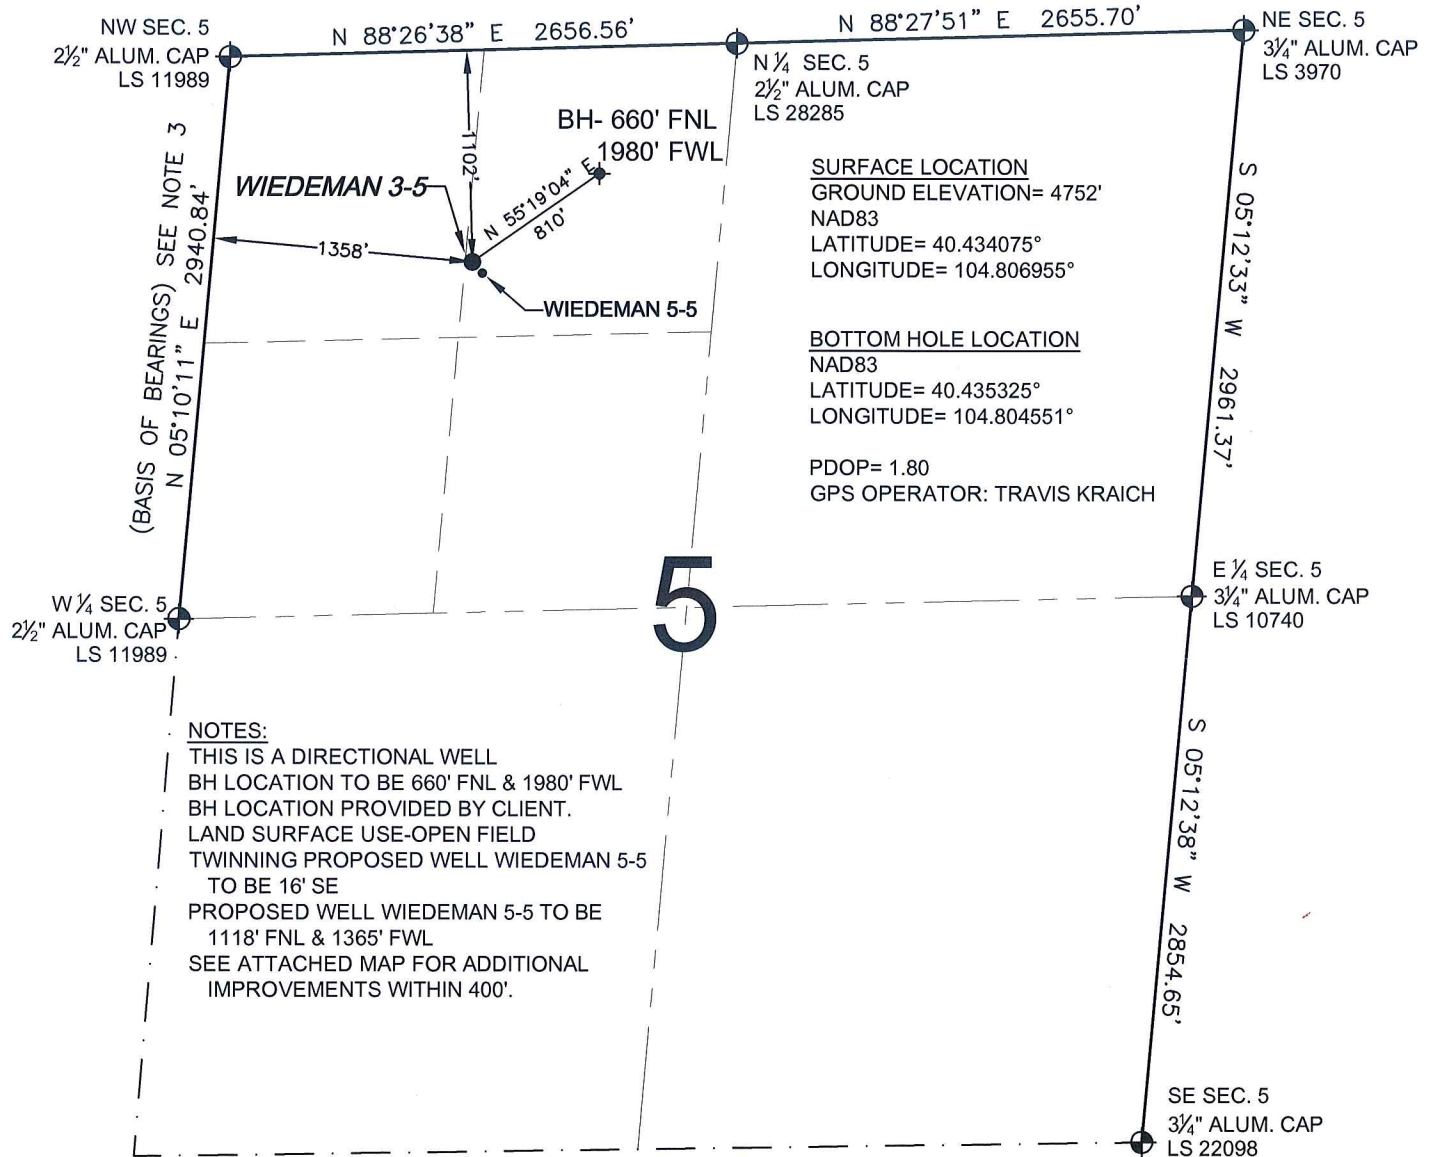 NW SEC. 5
2½" ALUM. CAP
LS 11989
N 88°26'38" E 2656.56'
N 88°27'51" E 2655.70'
NE SEC. 5
3¼" ALUM. CAP
LS 3970
N ¼ SEC. 5
2½" ALUM. CAP
LS 28285
BH- 660' FNL
1980' FWL
1102'
WIEDEMAN 3-5
N 55°19'04" E
810'
1358'
WIEDEMAN 5-5
(BASIS OF BEARINGS) SEE NOTE 3
N 05°10'11" E 2940.84'
SURFACE LOCATION
GROUND ELEVATION= 4752'
NAD83
LATITUDE= 40.434075°
LONGITUDE= 104.806955°
BOTTOM HOLE LOCATION
NAD83
LATITUDE= 40.435325°
LONGITUDE= 104.804551°
PDOP= 1.80
GPS OPERATOR: TRAVIS KRAICH
S 05°12'33" W 2961.37'
W ¼ SEC. 5
2½" ALUM. CAP
LS 11989
5
E ¼ SEC. 5
3¼" ALUM. CAP
LS 10740
NOTES:
THIS IS A DIRECTIONAL WELL
BH LOCATION TO BE 660' FNL & 1980' FWL
BH LOCATION PROVIDED BY CLIENT.
LAND SURFACE USE-OPEN FIELD
TWINNING PROPOSED WELL WIEDEMAN 5-5
TO BE 16' SE
PROPOSED WELL WIEDEMAN 5-5 TO BE
1118' FNL & 1365' FWL
SEE ATTACHED MAP FOR ADDITIONAL
IMPROVEMENTS WITHIN 400'.
S 05°12'38" W 2854.65'
SE SEC. 5
3¼" ALUM. CAP
LS 22098